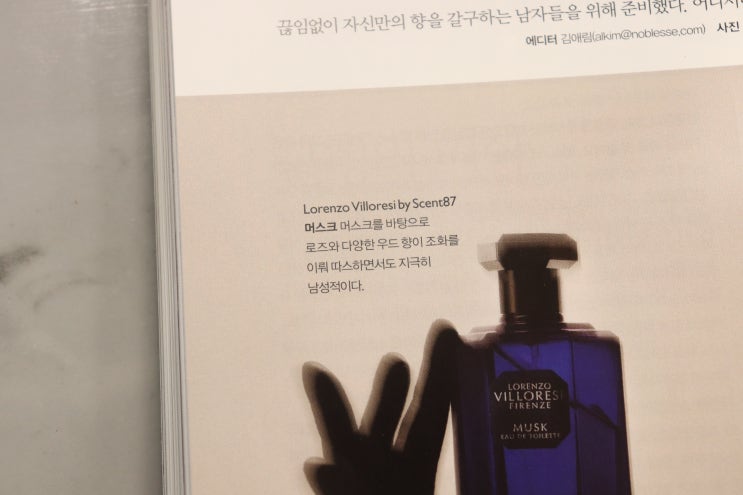 끊임없이 자신만의 향을 갈구하는 남자들을 위해 준비했다.
에디터 김애림(alkim@noblesse.com) 사진
Lorenzo Villoresi by Scent87
머스크 머스크를 바탕으로
로즈와 다양한 우드 향이 조화를
이뤄 따스하면서도 지극히
남성적이다.
LORENZO
VILLORESI
FIRENZE
MUSK
EAU DE TOILETTE